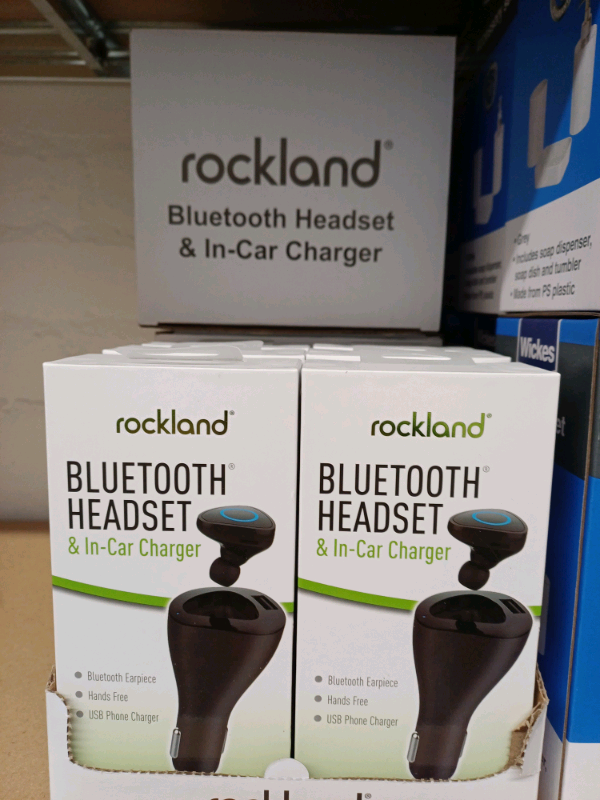 rockland®
Bluetooth Headset
& In-Car Charger
Grey
includes soap dispenser,
soap dish and tumbler
Made from PS plastic
Wickes
rockland®
BLUETOOTH®
HEADSET
& In-Car Charger
Bluetooth Earpiece
Hands Free
USB Phone Charger
rockland®
BLUETOOTH®
HEADSET
& In-Car Charger
Bluetooth Earpiece
Hands Free
USB Phone Charger